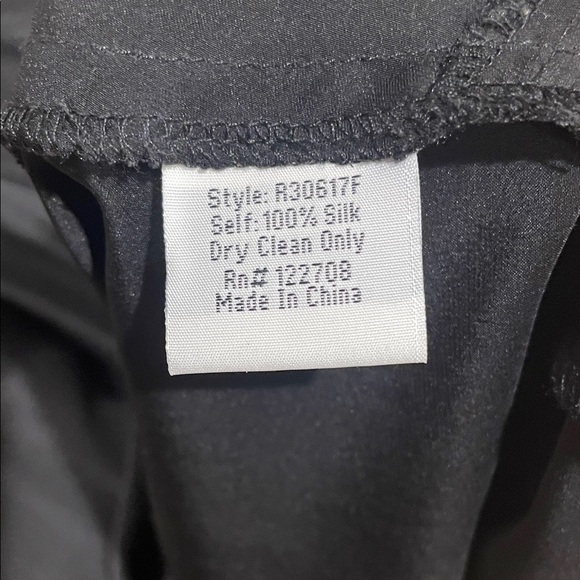 Style: R30617F
Self: 100% Silk
Dry Clean Only
Rn# 122708
Made In China